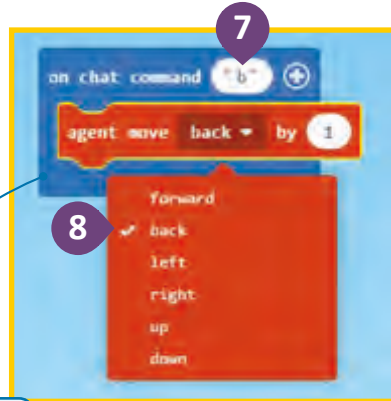 7
on chat command "b"
agent move back by 1
8
forward
back
left
right
up
down